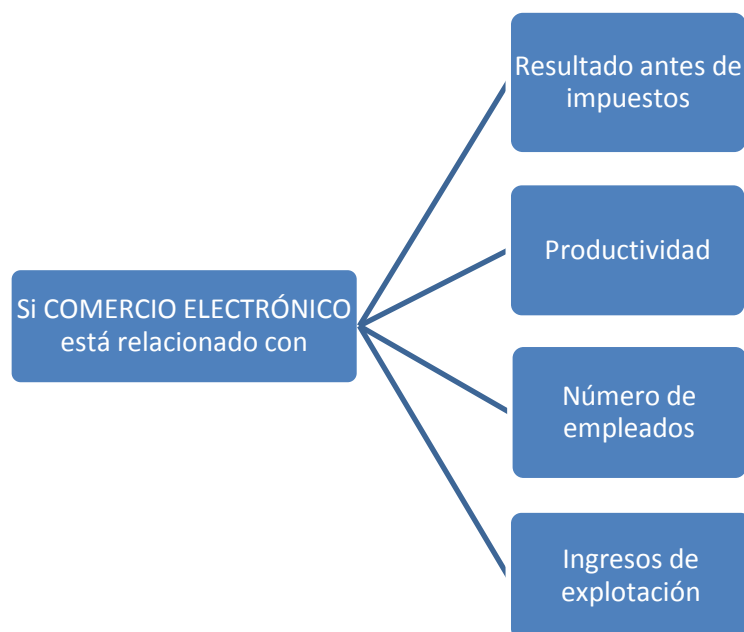 Resultado antes de
impuestos
Productividad
Si COMERCIO ELECTRÓNICO
está relacionado con
Número de
empleados
Ingresos de
explotación